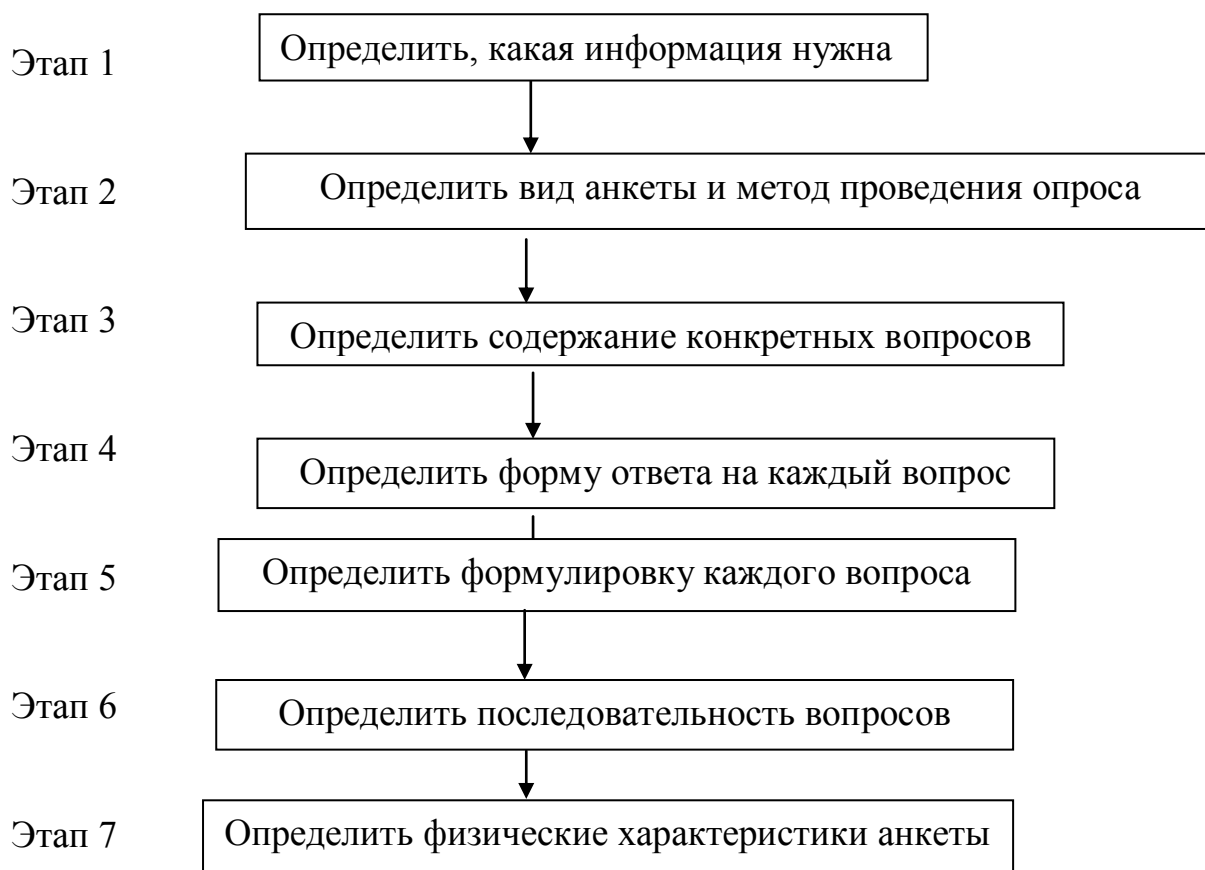 Этап 1
Определить, какая информация нужна
Этап 2
Определить вид анкеты и метод проведения опроса
Этап 3
Определить содержание конкретных вопросов
Этап 4
Определить форму ответа на каждый вопрос
Этап 5
Определить формулировку каждого вопроса
Этап 6
Определить последовательность вопросов
Этап 7
Определить физические характеристики анкеты